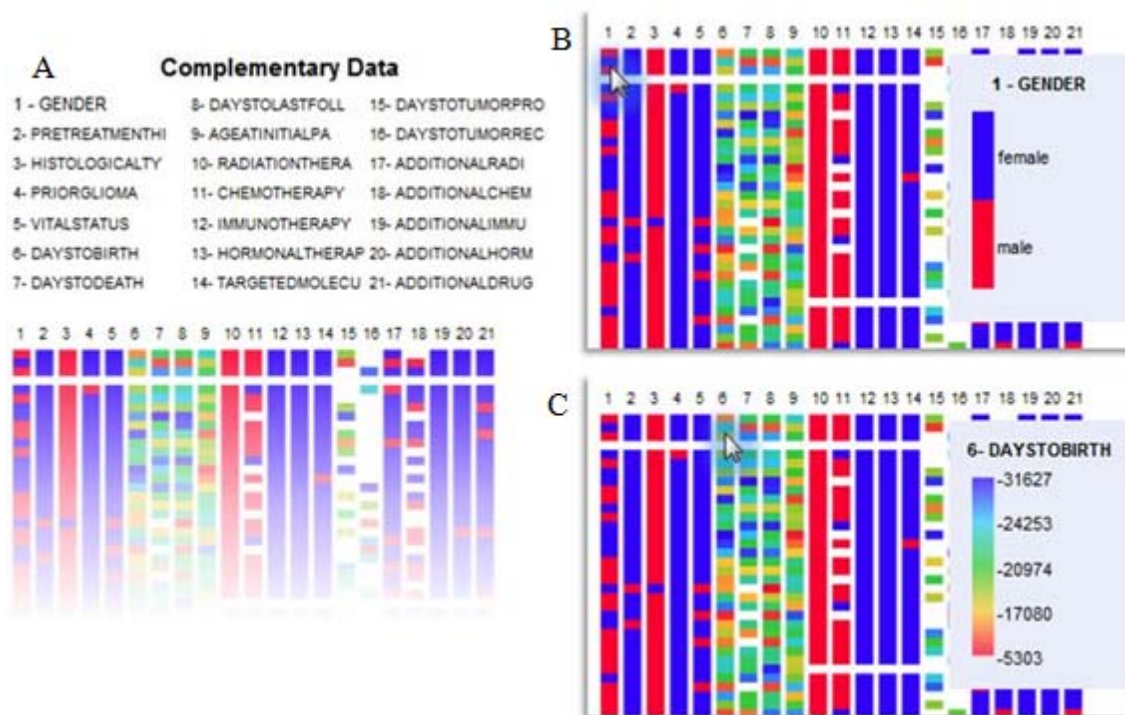 A
Complementary Data
1 - GENDER 8- DAYSTOLASTFOLL 15- DAYSTOTUMORPRO
2- PRETREATMENTHI 9- AGEATINITIALPA 16- DAYSTOTUMORREC
3- HISTOLOGICALTY 10- RADIATIONTHERA 17- ADDITIONALRADI
4- PRIORGLIOMA 11- CHEMOTHERAPY 18- ADDITIONALCHEM
5- VITALSTATUS 12- IMMUNOTHERAPY 19- ADDITIONALIMMU
6- DAYSTOBIRTH 13- HORMONALTHERAP 20- ADDITIONALHORM
7- DAYSTODEATH 14- TARGETEDMOLECU 21- ADDITIONALDRUG
1 2 3 4 5 6 7 8 9 10 11 12 13 14 15 16 17 18 19 20 21
B
1 2 3 4 5 6 7 8 9 10 11 12 13 14 15 16 17 18 19 20 21
1 - GENDER
female
male
C
1 2 3 4 5 6 7 8 9 10 11 12 13 14 15 16 17 18 19 20 21
6- DAYSTOBIRTH
-31627
-24253
-20974
-17080
-5303